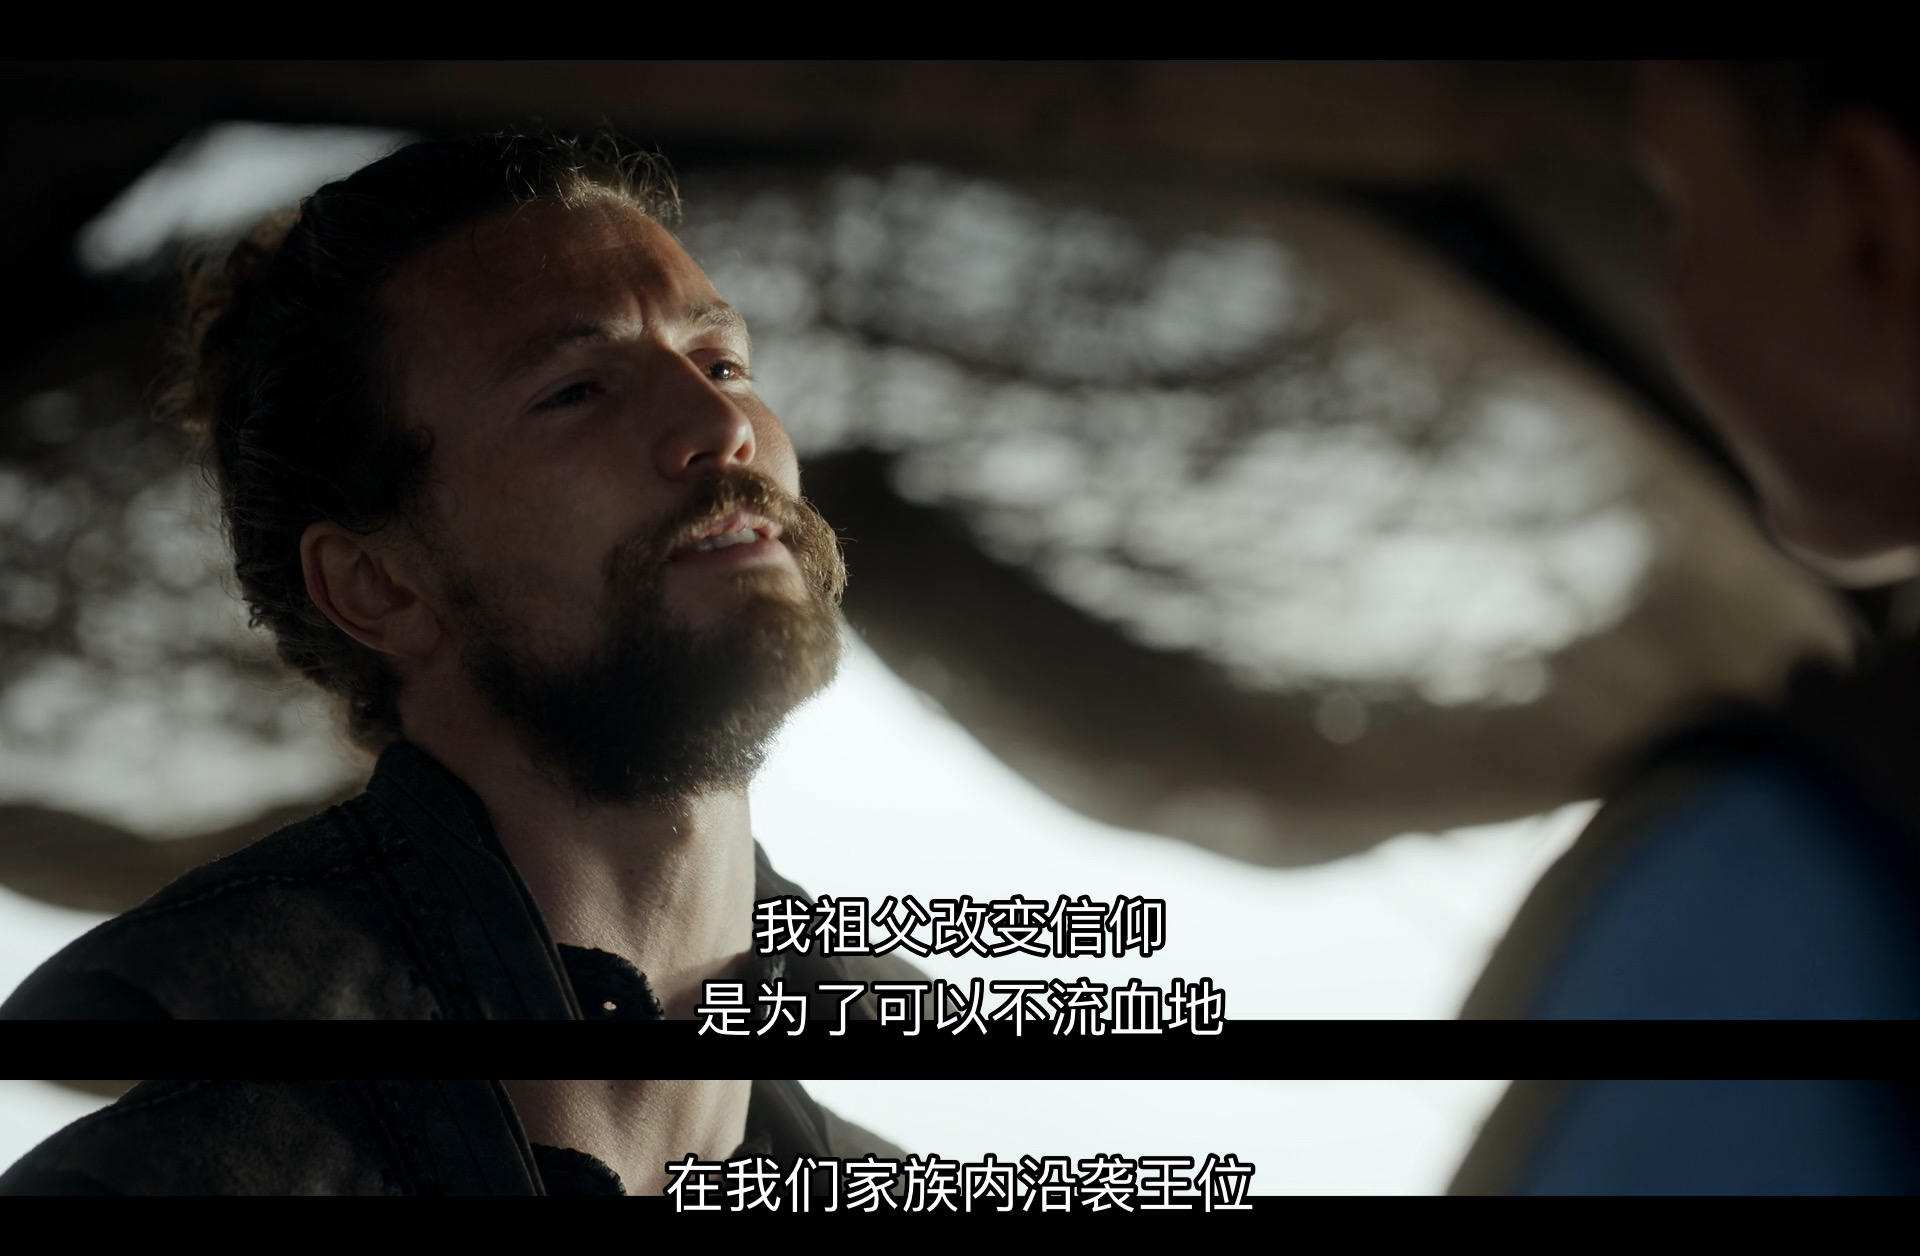 我祖父改变信仰
是为了可以不流血地
在我们家族内沿袭王位